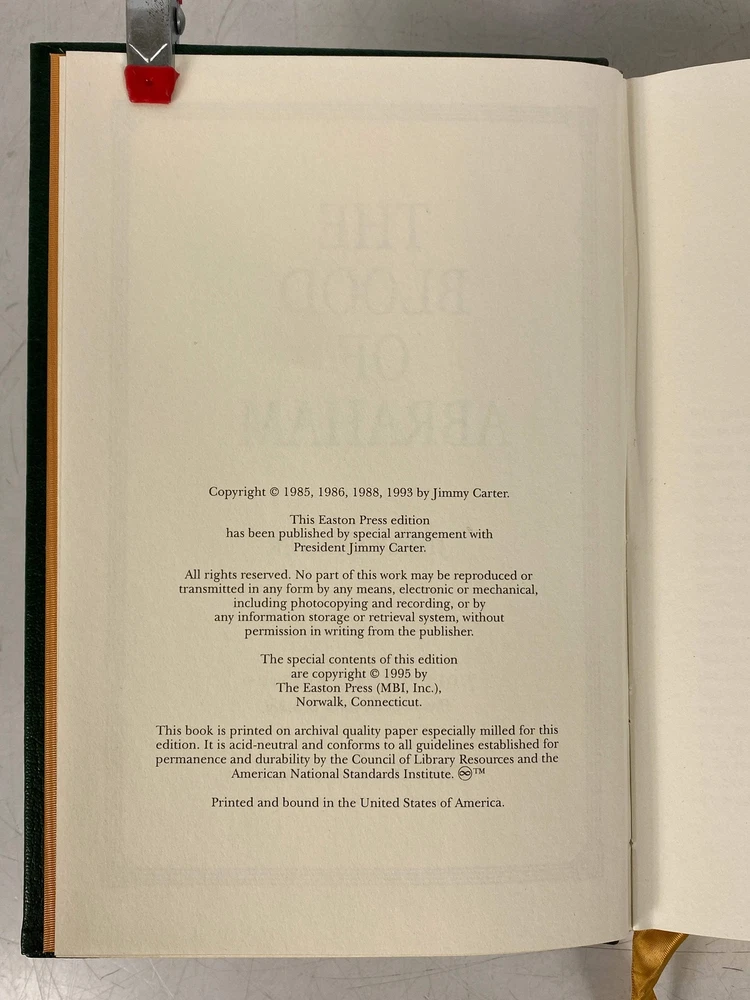 THE
BLOOD
OF
ABRAHAM
Copyright © 1985, 1986, 1988, 1993 by Jimmy Carter.
This Easton Press edition
has been published by special arrangement with
President Jimmy Carter.
All rights reserved. No part of this work may be reproduced or
transmitted in any form by any means, electronic or mechanical,
including photocopying and recording, or by
any information storage or retrieval system, without
permission in writing from the publisher.
The special contents of this edition
are copyright © 1995 by
The Easton Press (MBI, Inc.),
Norwalk, Connecticut.
This book is printed on archival quality paper especially milled for this
edition. It is acid-neutral and conforms to all guidelines established for
permanence and durability by the Council of Library Resources and the
American National Standards Institute. ♾™
Printed and bound in the United States of America.